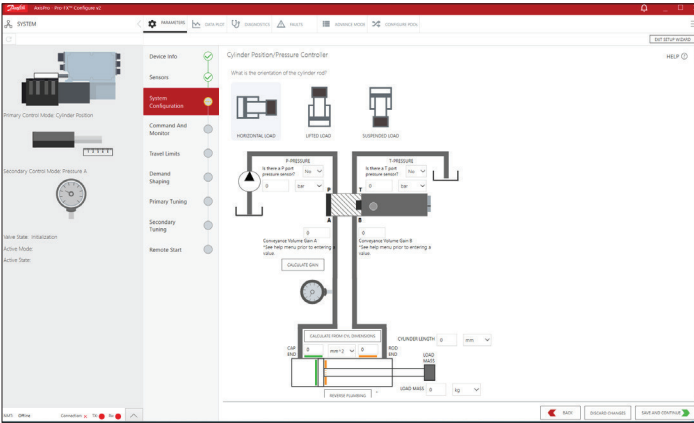 Danfoss AxisPro - Pro-FX™ Configure v2
SYSTEM
PARAMETERS
DATA PLOT
DIAGNOSTICS
FAULTS
ADVANCE MODE
CONFIGURE PODS
EXIT SETUP WIZARD
Primary Control Mode: Cylinder Position
Secondary Control Mode: Pressure A
Valve State: Initialization
Active Mode:
Active State:
Device Info
Sensors
System
Configuration
Command And
Monitor
Travel Limits
Demand
Shaping
Primary Tuning
Secondary
Tuning
Remote Start
Cylinder Position/Pressure Controller
HELP ?
What is the orientation of the cylinder rod?
HORIZONTAL LOAD
LIFTED LOAD
SUSPENDED LOAD
P-PRESSURE
Is there a P port
pressure sensor?
No
0
bar
T-PRESSURE
Is there a T port
pressure sensor?
No
0
bar
P
T
A
B
0
Conveyance Volume Gain A
*See help menu prior to entering a
value.
CALCULATE GAIN
0
Conveyance Volume Gain B
*See help menu prior to entering a
value.
p
CALCULATE FROM CYL DIMENSIONS
CAP
END
0
mm^2
0
ROD
END
CYLINDER LENGTH
0
mm
LOAD
MASS
LOAD MASS
0
kg
REVERSE PLUMBING
Offline
Connection
TX
Rx
BACK
DISCARD CHANGES
SAVE AND CONTINUE